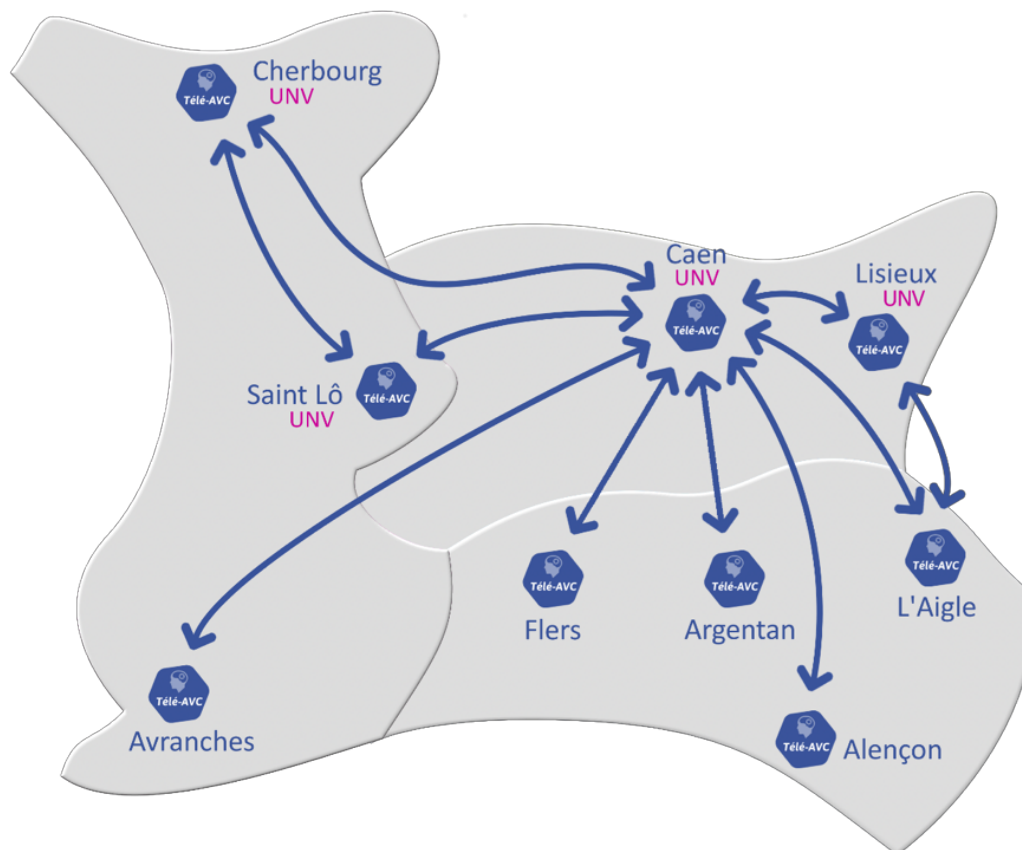 Cherbourg
UNV
Télé-AVC
Caen
UNV
Télé-AVC
Lisieux
UNV
Télé-AVC
Saint Lô
UNV
Télé-AVC
Télé-AVC
Flers
Télé-AVC
Argentan
Télé-AVC
L'Aigle
Télé-AVC
Avranches
Télé-AVC
Alençon